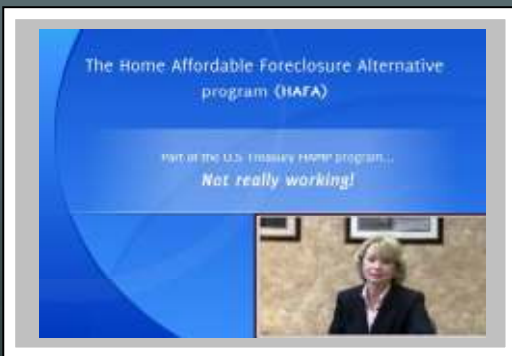 The Home Affordable Foreclosure Alternative
program (HAFA)
Part of the U.S Treasury HAMP program...
Not really working!